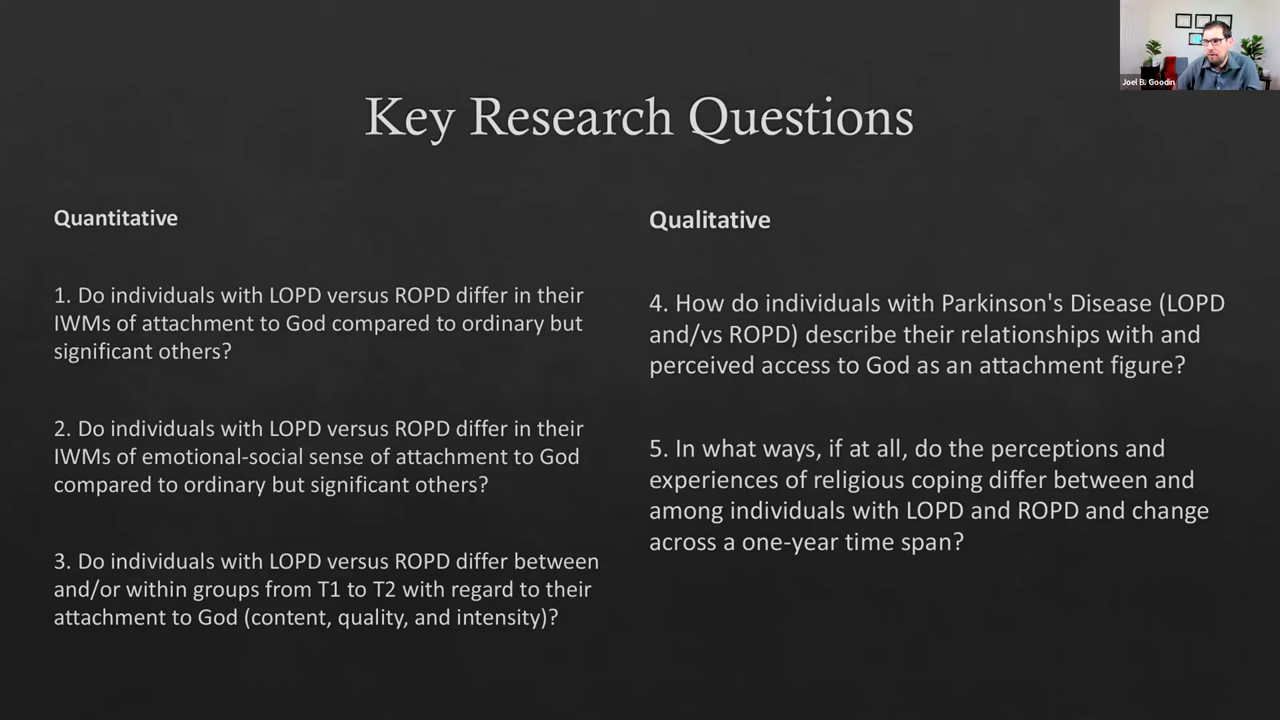 Joel B. Goodin
Key Research Questions
Quantitative
1. Do individuals with LOPD versus ROPD differ in their
IWMs of attachment to God compared to ordinary but
significant others?
2. Do individuals with LOPD versus ROPD differ in their
IWMs of emotional-social sense of attachment to God
compared to ordinary but significant others?
3. Do individuals with LOPD versus ROPD differ between
and/or within groups from T1 to T2 with regard to their
attachment to God (content, quality, and intensity)?
Qualitative
4. How do individuals with Parkinson's Disease (LOPD
and/vs ROPD) describe their relationships with and
perceived access to God as an attachment figure?
5. In what ways, if at all, do the perceptions and
experiences of religious coping differ between and
among individuals with LOPD and ROPD and change
across a one-year time span?